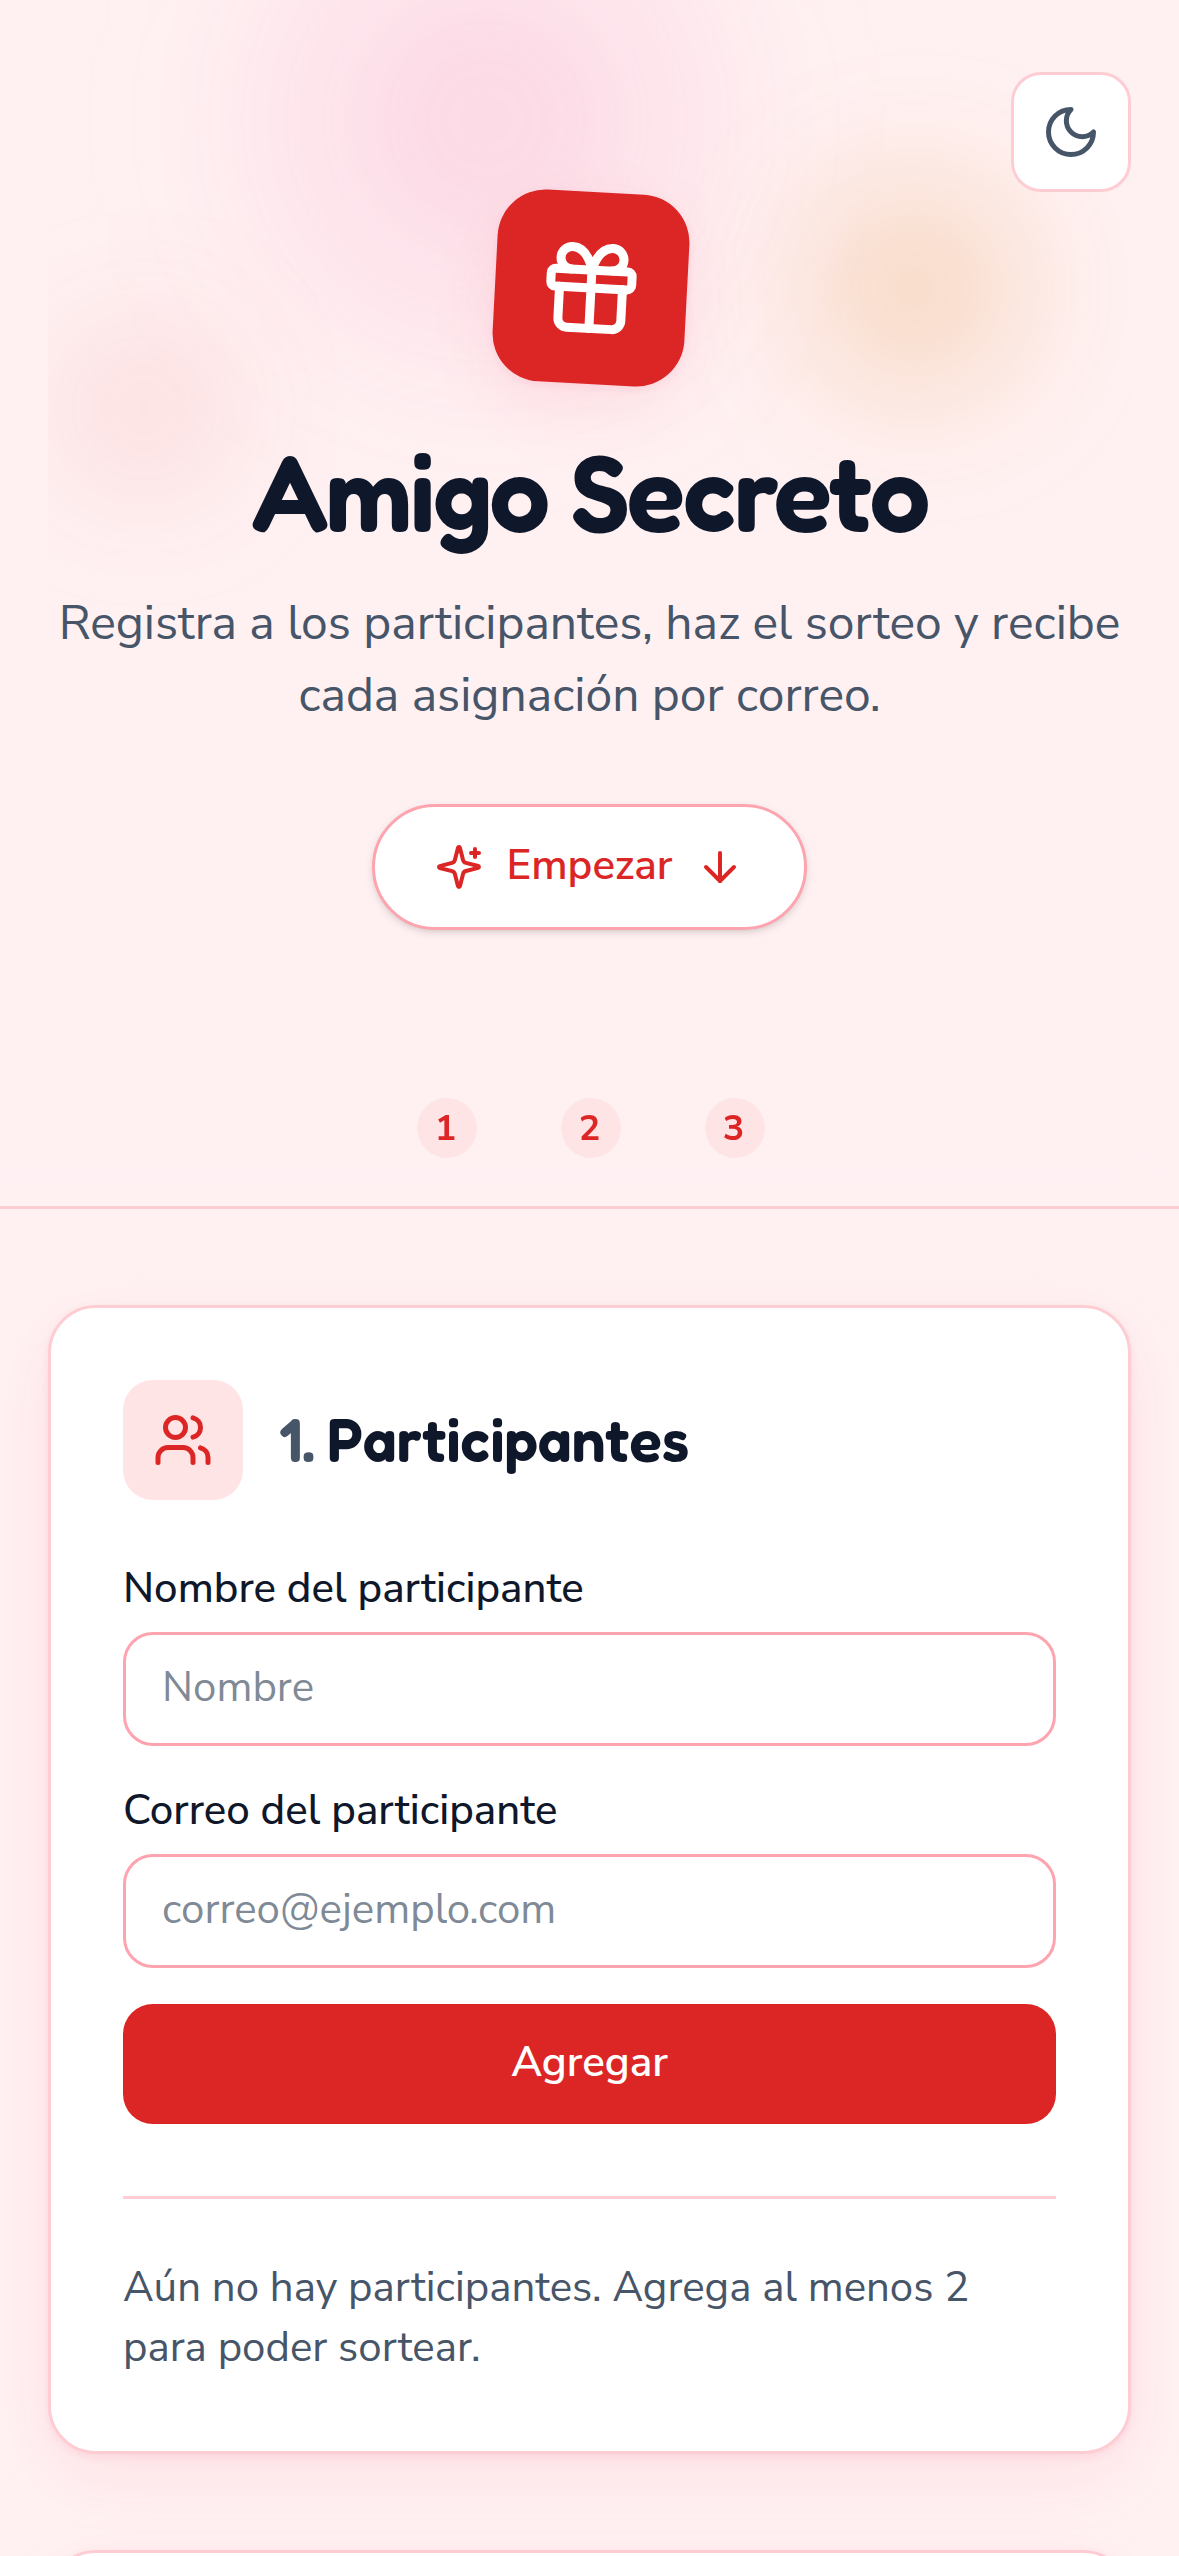 Amigo Secreto
Registra a los participantes, haz el sorteo y recibe
cada asignación por correo.
Empezar
1 2 3
1. Participantes
Nombre del participante
Nombre
Correo del participante
correo@ejemplo.com
Agregar
Aún no hay participantes. Agrega al menos 2
para poder sortear.